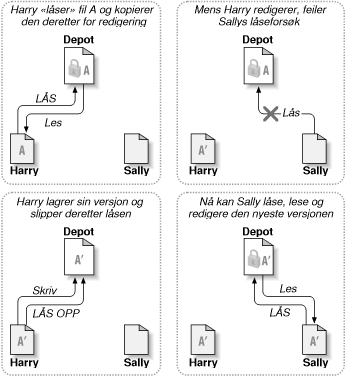 Harry «låser» fil A og kopierer
den deretter for redigering
Depot
A
LÅS
Les
A
Harry
Sally
Mens Harry redigerer, feiler
Sallys låseforsøk
Depot
A
Lås
A'
Harry
Sally
Harry lagrer sin versjon og
slipper deretter låsen
Depot
A'
Skriv
LÅS OPP
A'
Harry
Sally
Nå kan Sally låse, lese og
redigere den nyeste versjonen
Depot
A'
Les
LÅS
A'
A'
Harry
Sally